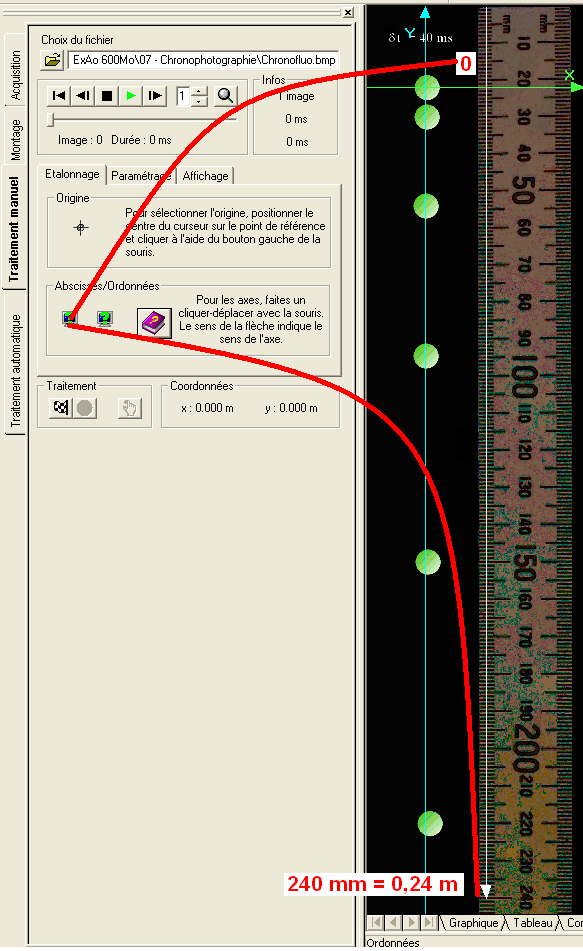 Acquisition
Montage
Traitement manuel
Traitement automatique
Choix du fichier
ExAo 600Mo\07 - Chronophotographie\Chronofluo.bmp
1
Infos
1 image
0 ms
0 ms
Image : 0 Durée : 0 ms
Etalonnage
Paramétrage
Affichage
Origine
Pour sélectionner l'origine, positionner le
centre du curseur sur le point de référence
et cliquer à l'aide du bouton gauche de la
souris.
Abscisses/Ordonnées
Pour les axes, faites un
cliquer-déplacer avec la souris.
Le sens de la flèche indique le
sens de l'axe.
Traitement
Coordonnées
x : 0.000 m y : 0.000 m
Y
δt = 40 ms
0
X
mm
mm
10
20
30
40
50
60
70
80
90
100
110
120
130
140
150
160
170
180
190
200
210
220
230
240
240 mm = 0,24 m
Graphique
Tableau
Con
Ordonnées